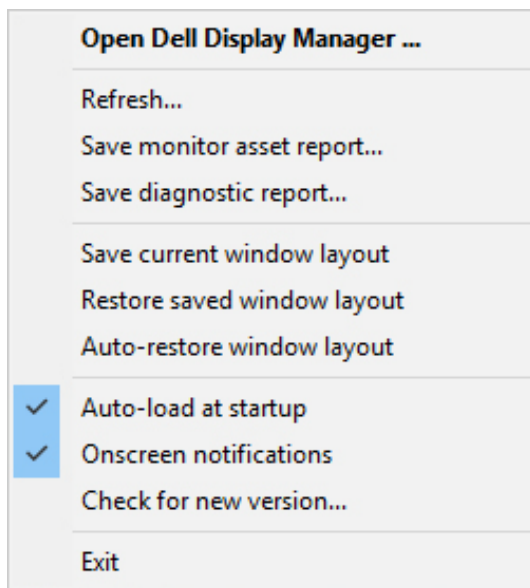 Open Dell Display Manager ...
Refresh...
Save monitor asset report...
Save diagnostic report...
Save current window layout
Restore saved window layout
Auto-restore window layout
Auto-load at startup
Onscreen notifications
Check for new version...
Exit